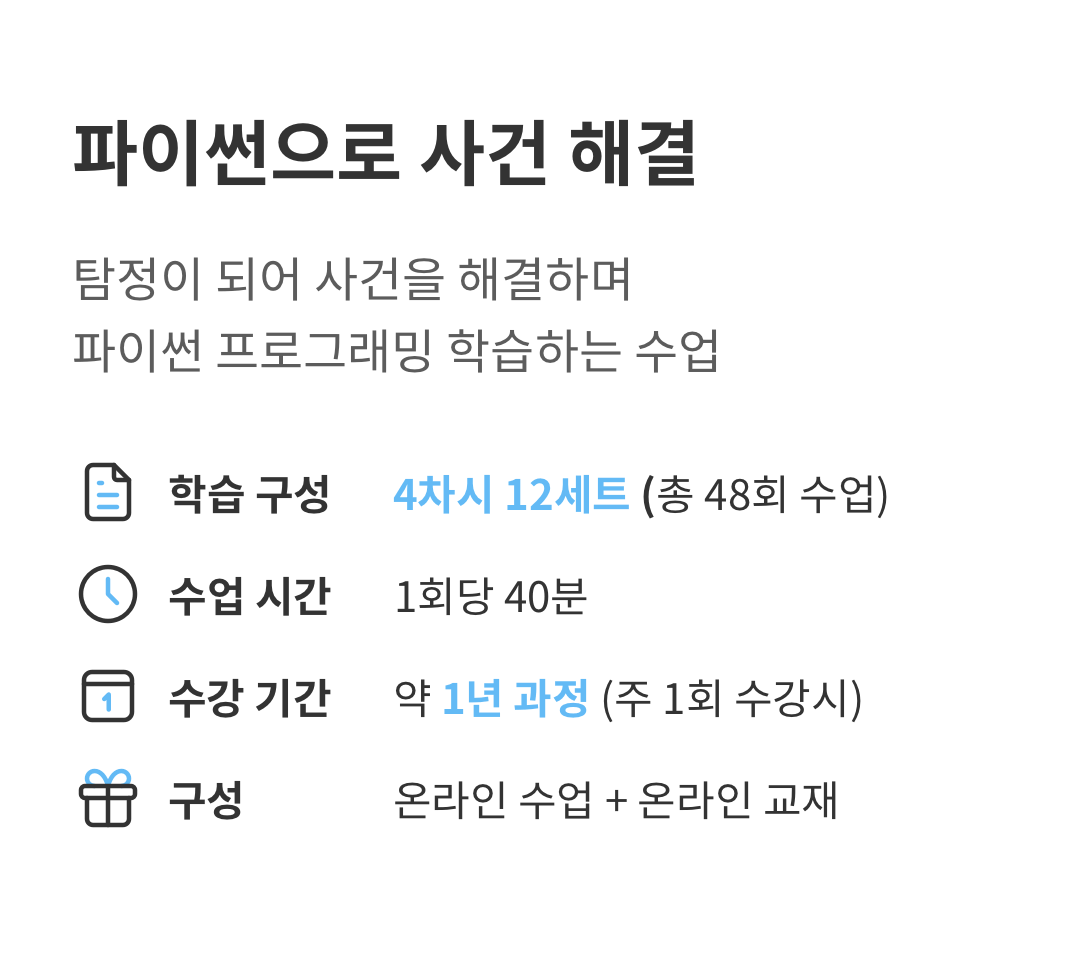 파이썬으로 사건 해결
탐정이 되어 사건을 해결하며
파이썬 프로그래밍 학습하는 수업
학습 구성 4차시 12세트 (총 48회 수업)
수업 시간 1회당 40분
1
수강 기간 약 1년 과정 (주 1회 수강시)
구성 온라인 수업 + 온라인 교재